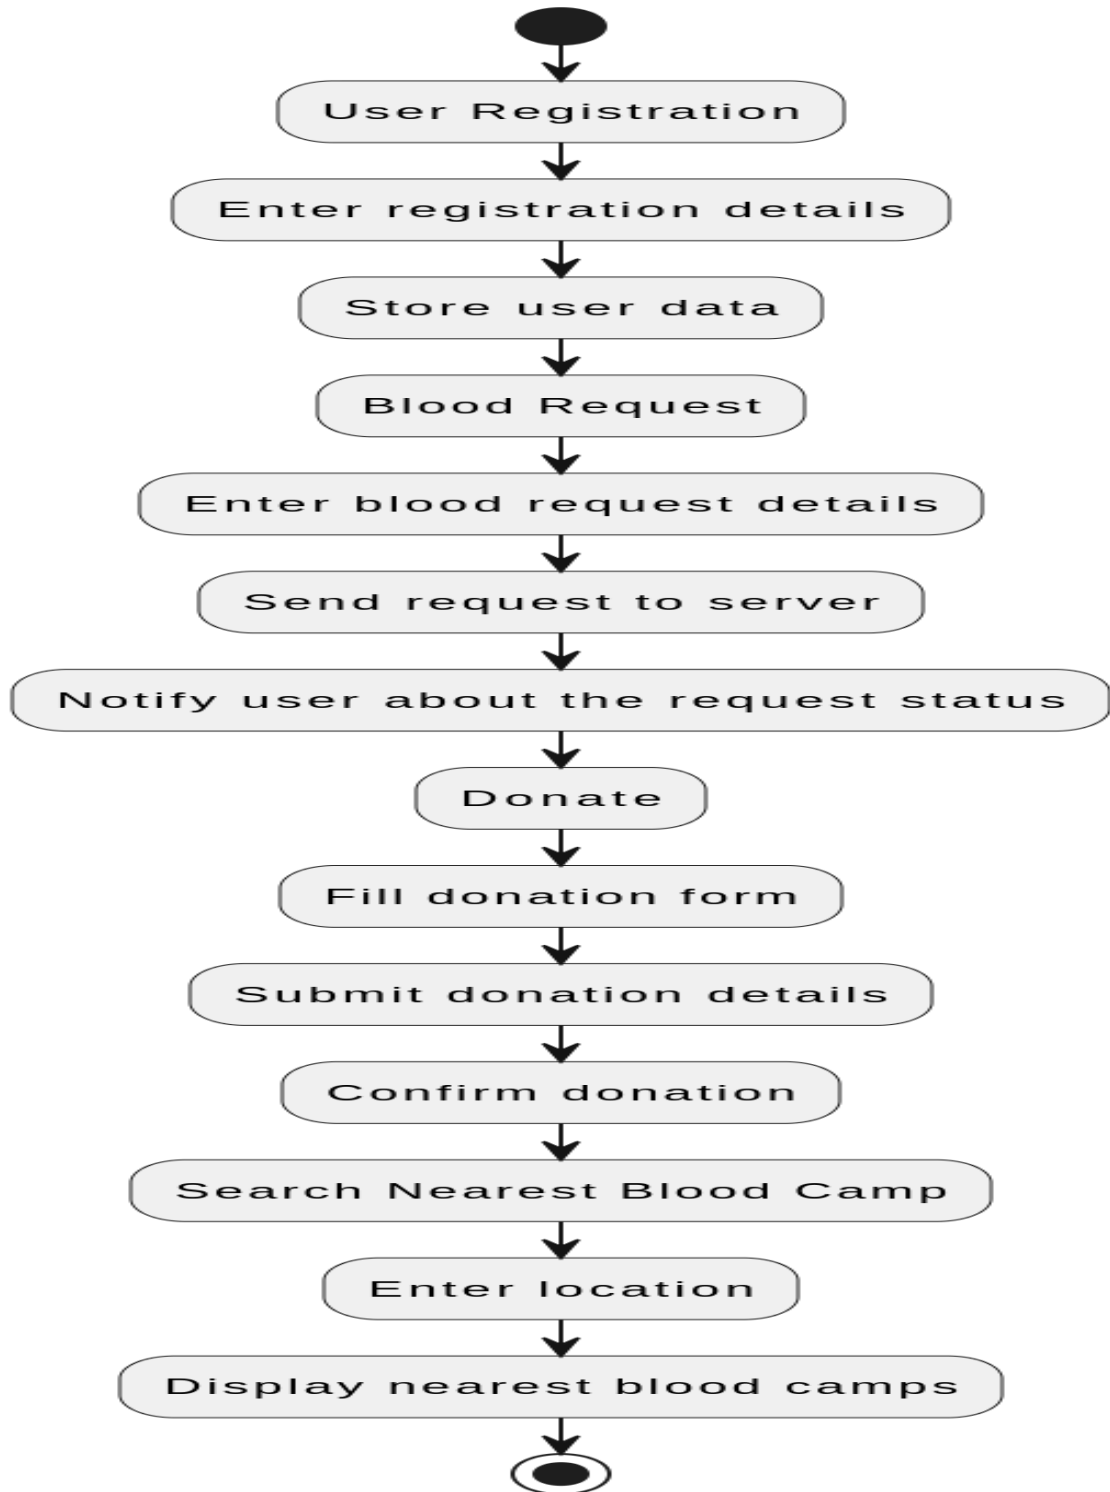 User Registration
Enter registration details
Store user data
Blood Request
Enter blood request details
Send request to server
Notify user about the request status
Donate
Fill donation form
Submit donation details
Confirm donation
Search Nearest Blood Camp
Enter location
Display nearest blood camps